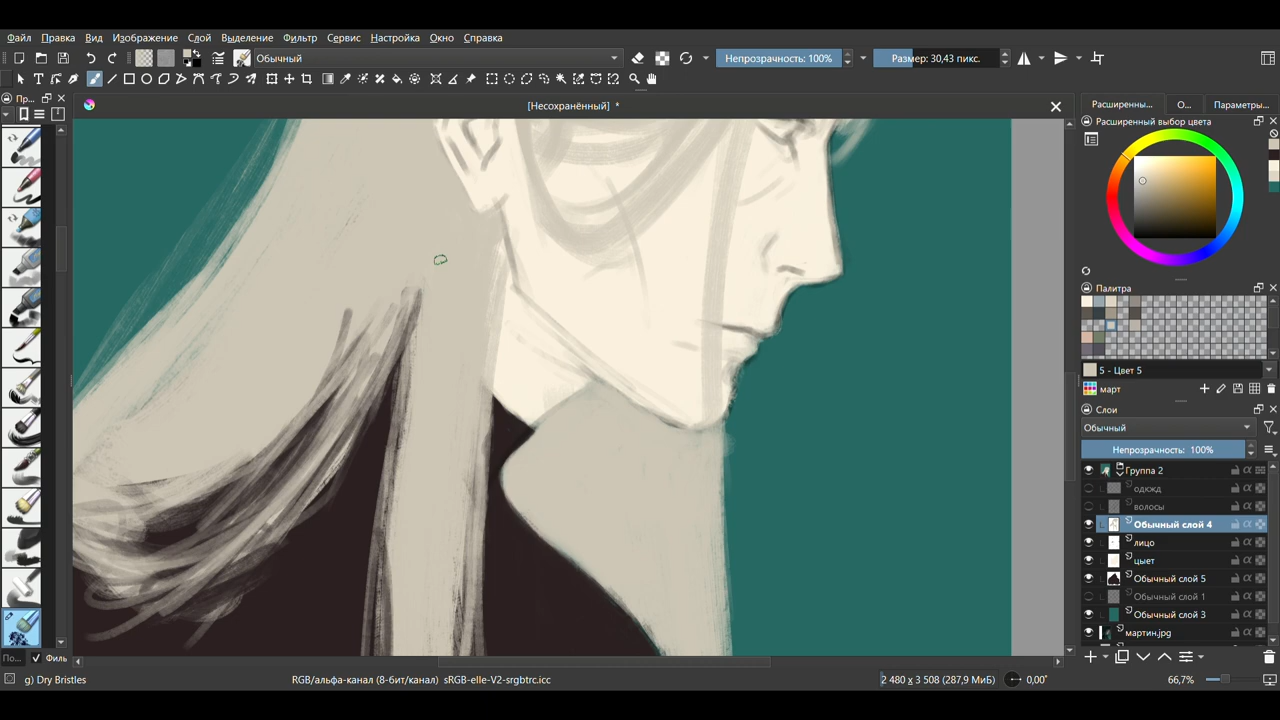 Файл Правка Вид Изображение Слой Выделение Фильтр Сервис Настройка Окно Справка
Обычный
Непрозрачность: 100%
Размер: 30,43 пикс.
Пр...
[Несохранённый] *
Расширенны...
О...
Параметры...
Расширенный выбор цвета
Палитра
5 - Цвет 5
март
Слои
Обычный
Непрозрачность: 100%
Группа 2
одкжд
волосы
Обычный слой 4
лицо
цыет
Обычный слой 5
Обычный слой 1
Обычный слой 3
мартин.jpg
По...
Филь
g) Dry Bristles
RGB/альфа-канал (8-бит/канал) sRGB-elle-V2-srgbtrc.icc
2 480 x 3 508 (287,9 МиБ)
0,00°
66,7%